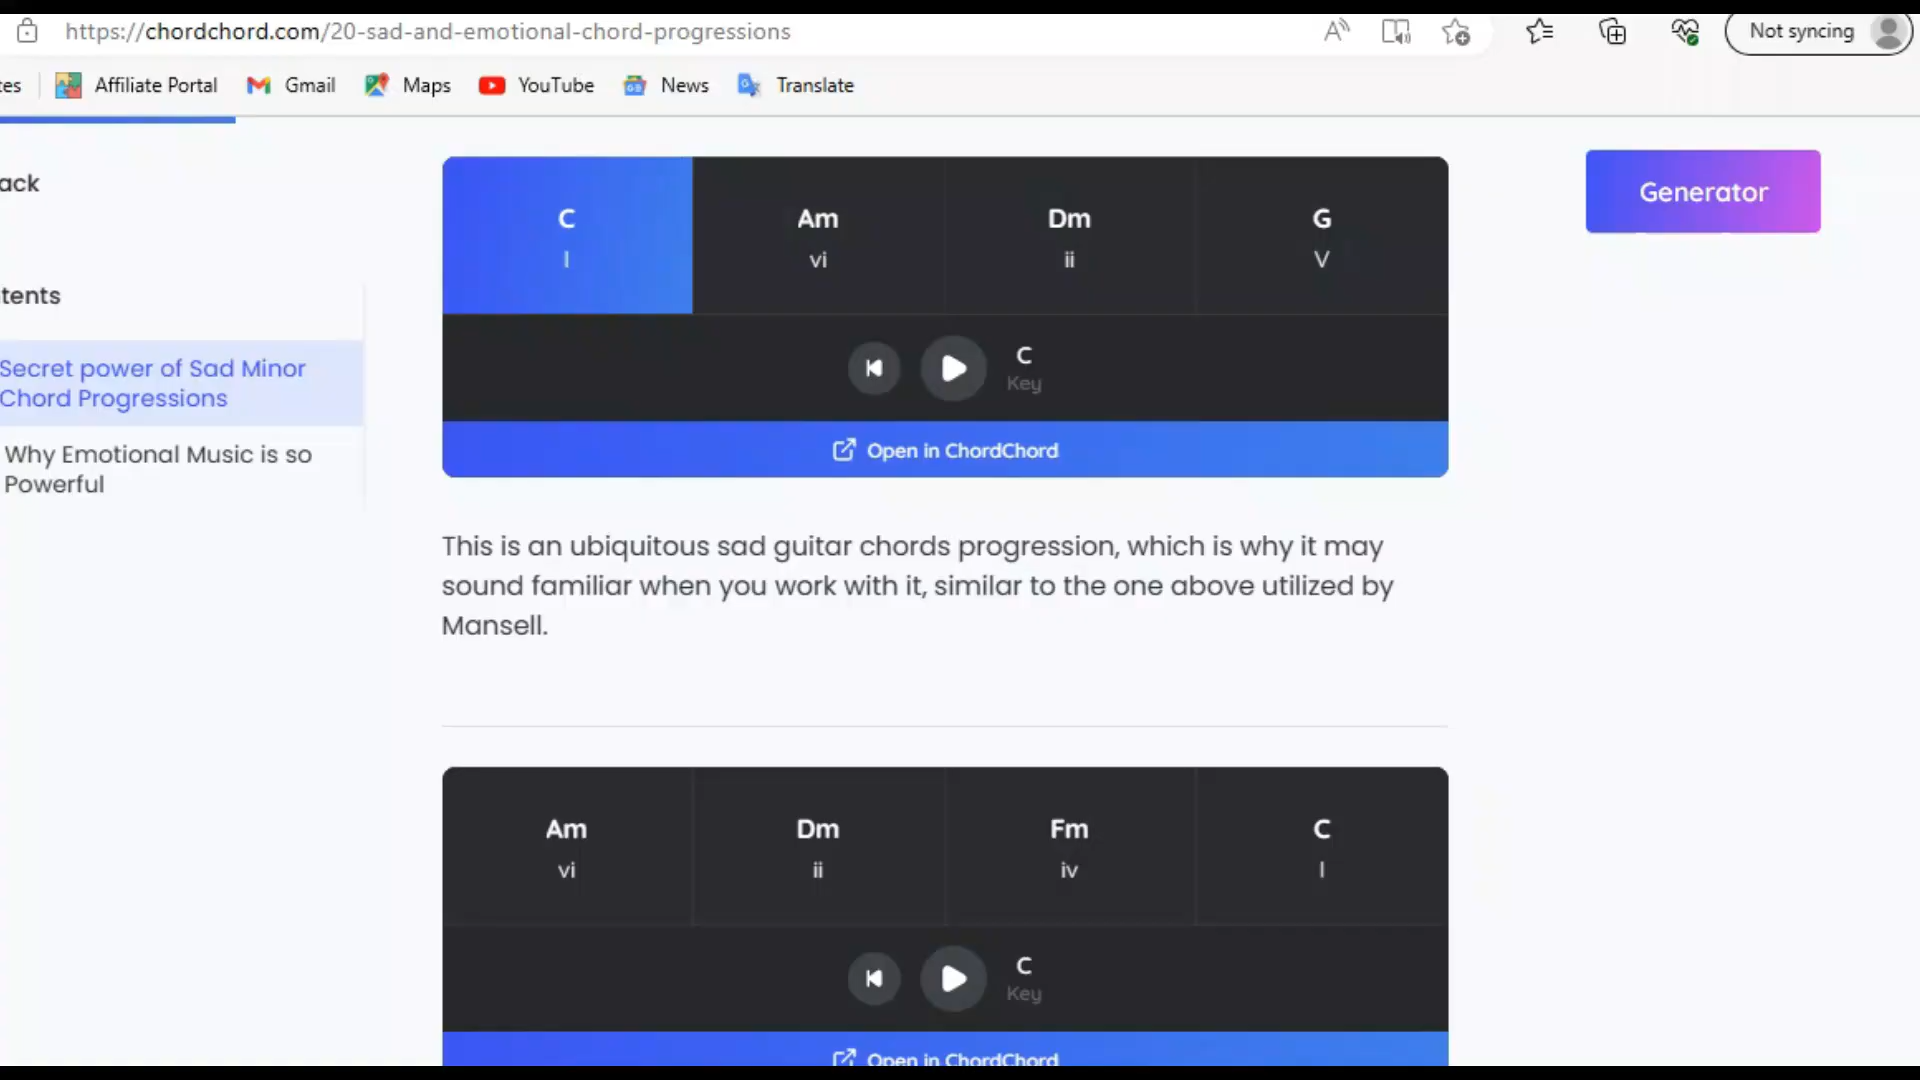 https://chordchord.com/20-sad-and-emotional-chord-progressions
Not syncing
tes
Affiliate Portal
Gmail
Maps
YouTube
News
Translate
ack
tents
Secret power of Sad Minor
Chord Progressions
Why Emotional Music is so
Powerful
C Am Dm G
I vi ii V
C
Key
Open in ChordChord
Generator
This is an ubiquitous sad guitar chords progression, which is why it may
sound familiar when you work with it, similar to the one above utilized by
Mansell.
Am Dm Fm C
vi ii iv I
C
Key
Open in ChordChord